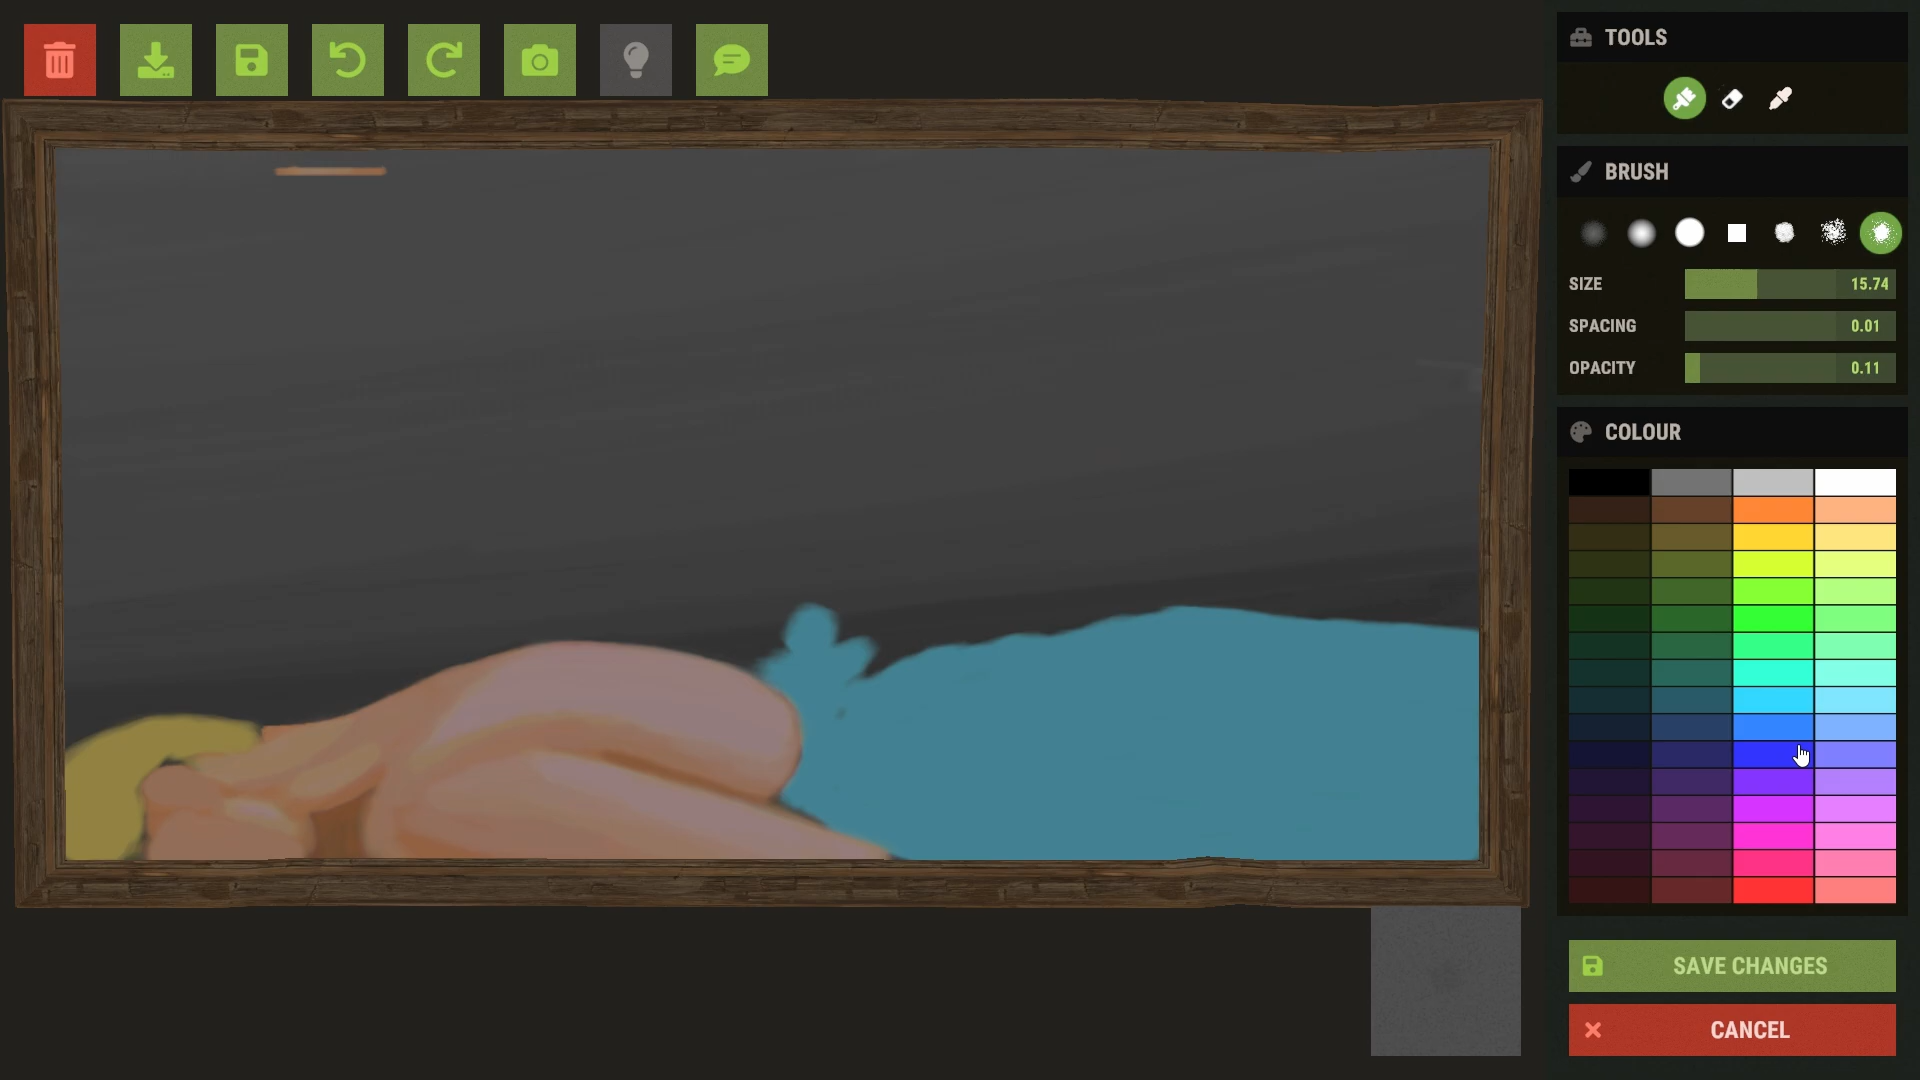 TOOLS
BRUSH
SIZE 15.74
SPACING 0.01
OPACITY 0.11
COLOUR
SAVE CHANGES
CANCEL